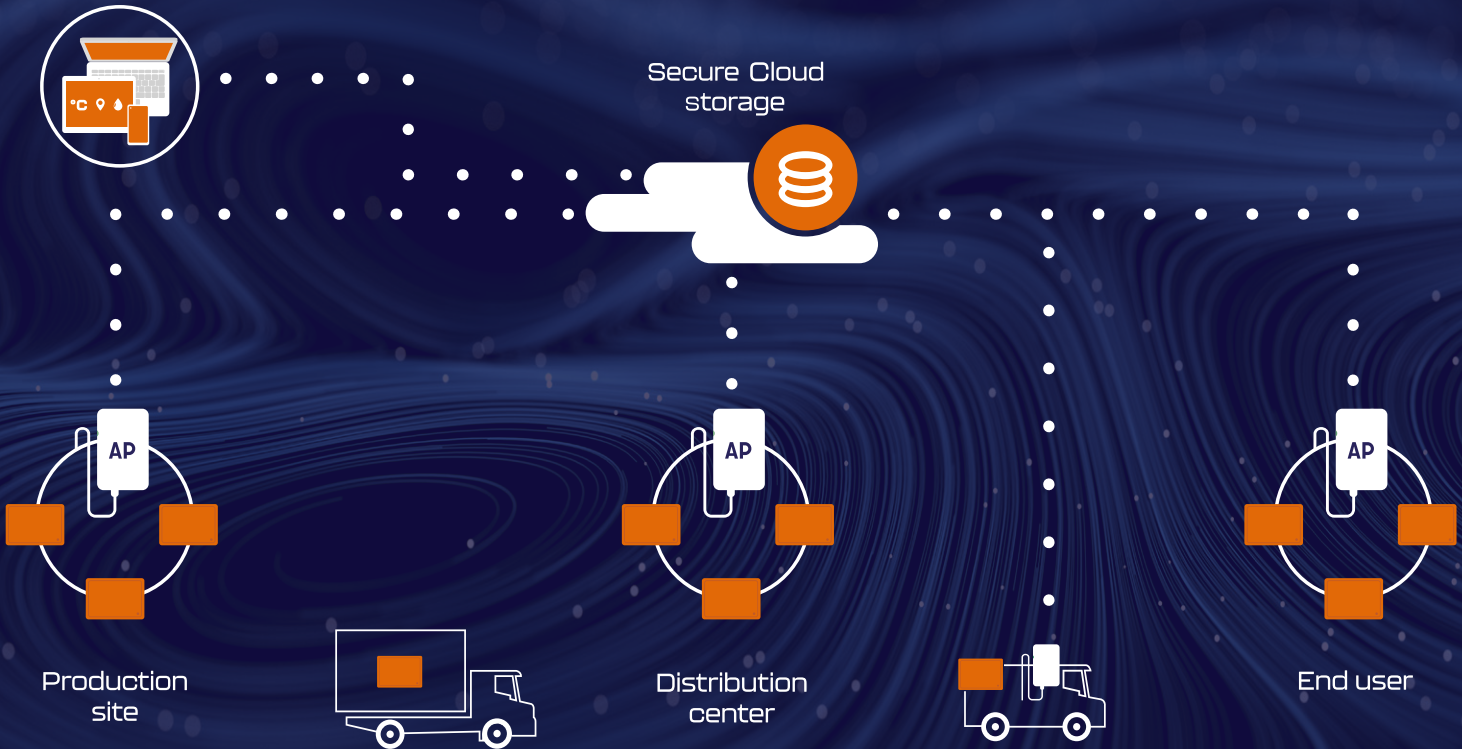 °C
Secure Cloud
storage
AP
AP
AP
Production
site
Distribution
center
End user